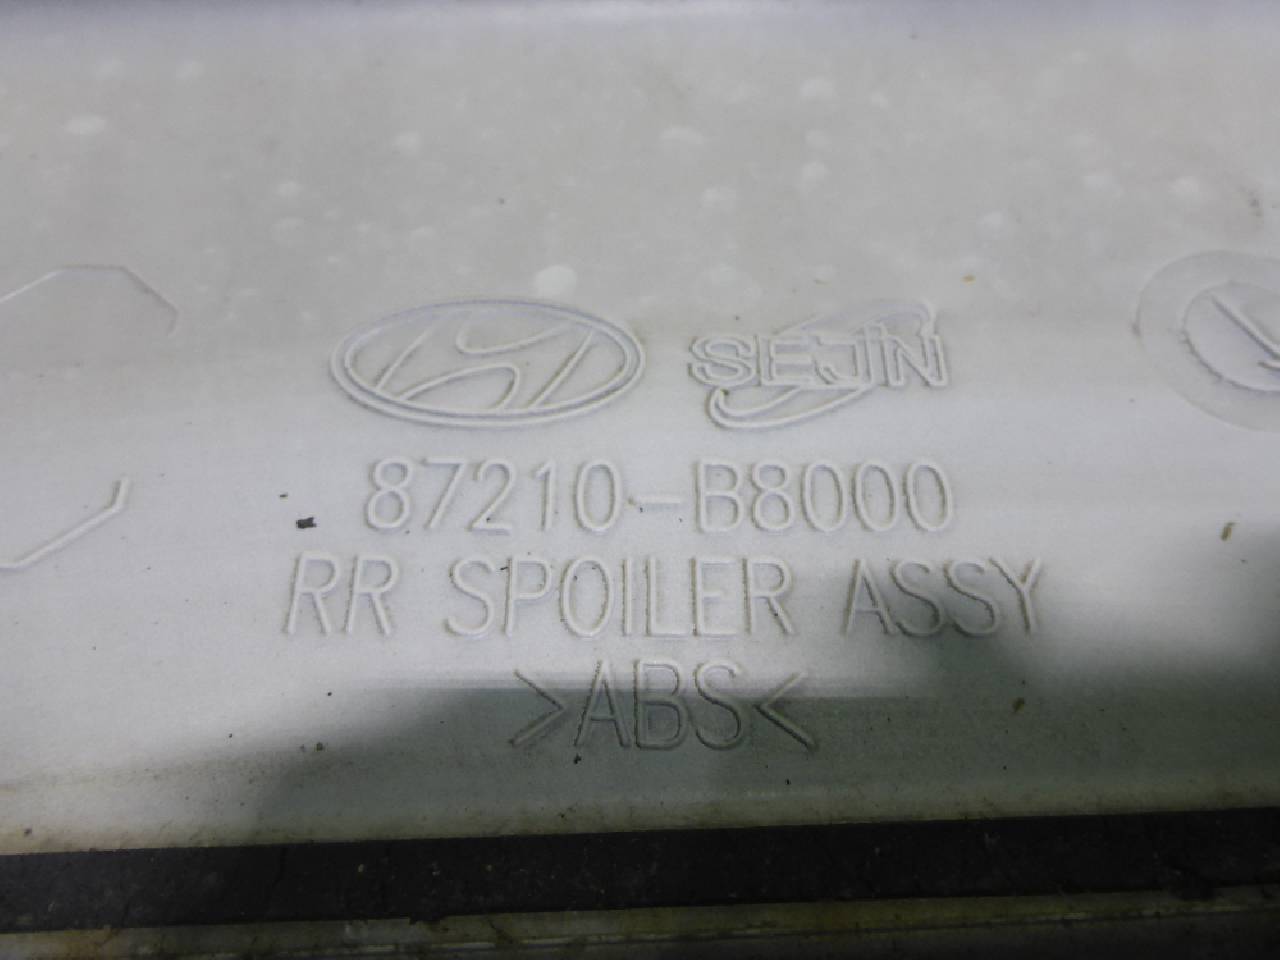 SEJIN
87210-B8000
RR SPOILER ASSY
>ABS<